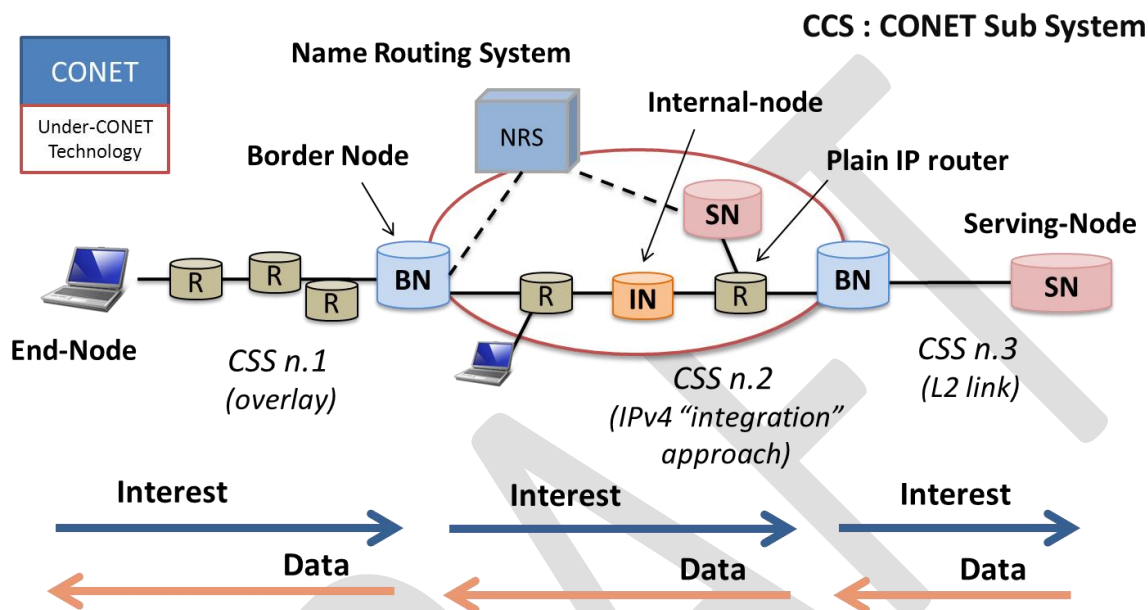 CCS : CONET Sub System
CONET
Under-CONET
Technology
Name Routing System
NRS
Internal-node
Border Node
Plain IP router
SN
Serving-Node
R
R
R
BN
R
IN
R
BN
SN
End-Node
CSS n.1
(overlay)
CSS n.2
(IPv4 “integration”
approach)
CSS n.3
(L2 link)
Interest
Interest
Interest
Data
Data
Data